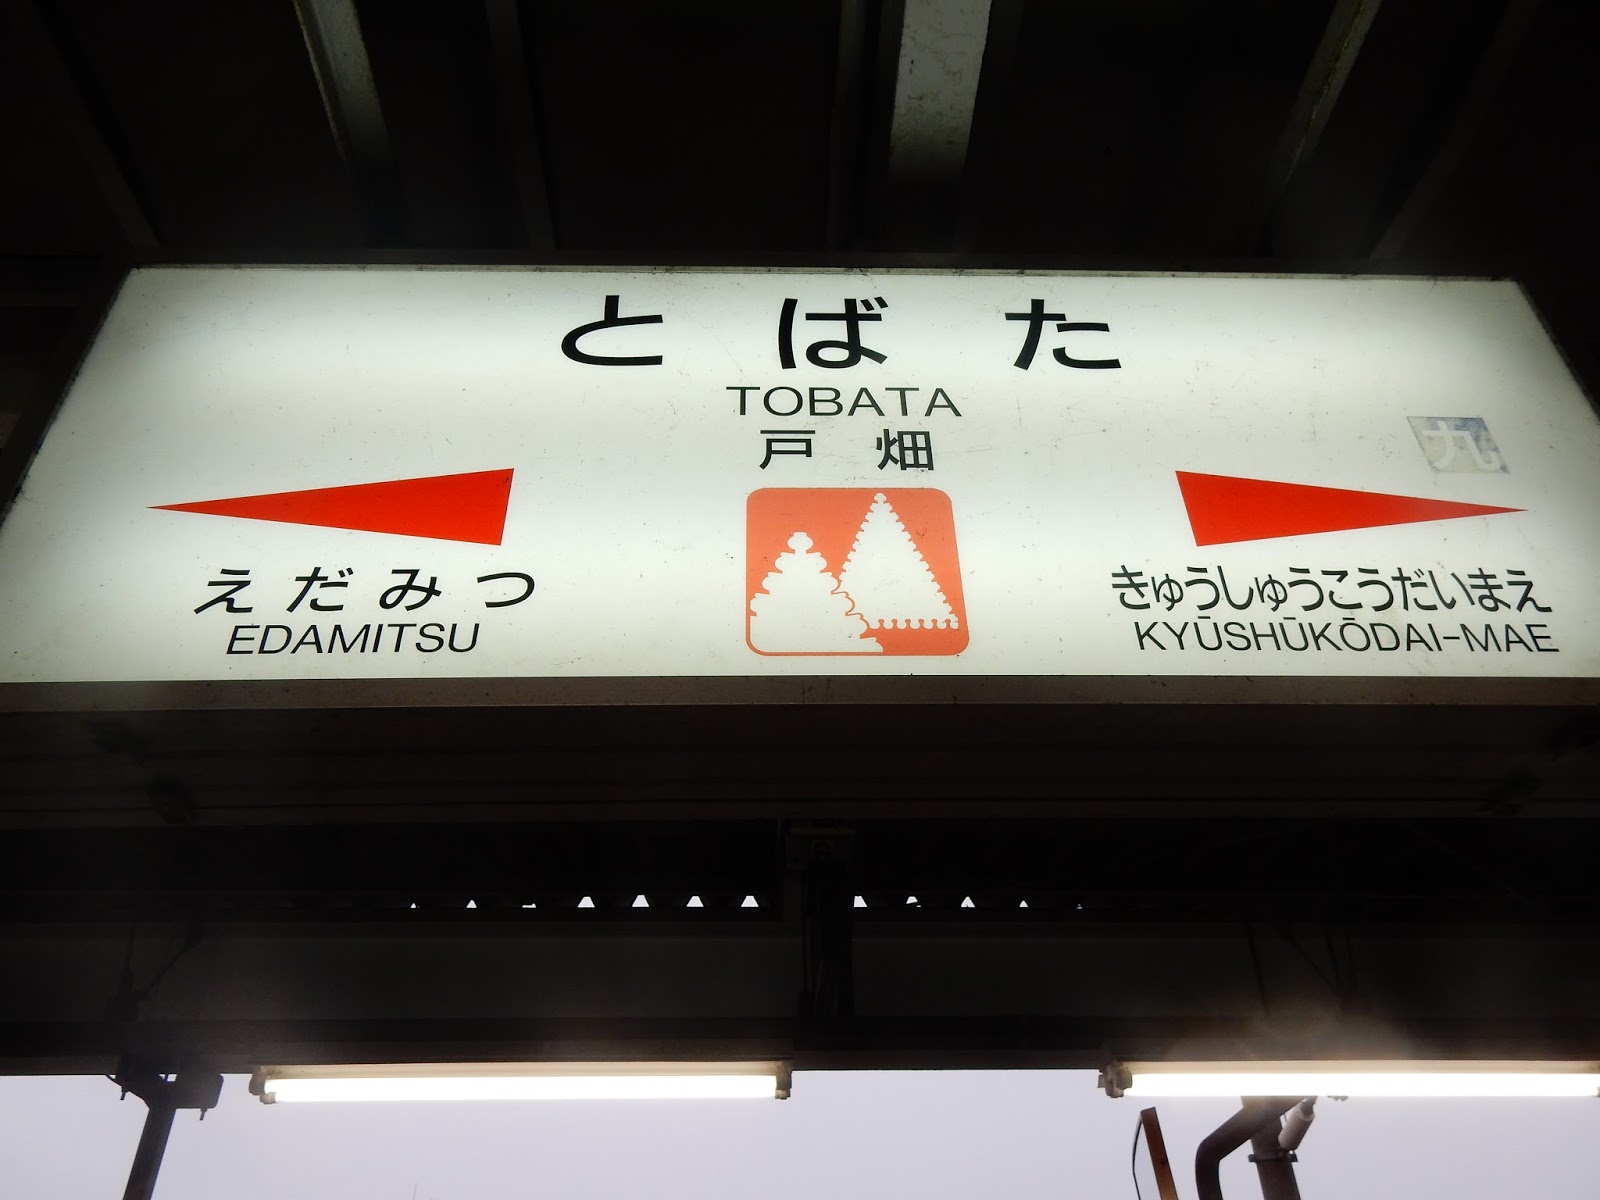 とばた
TOBATA
戸畑
九
えだみつ
EDAMITSU
きゅうしゅうこうだいまえ
KYŪSHŪKŌDAI-MAE